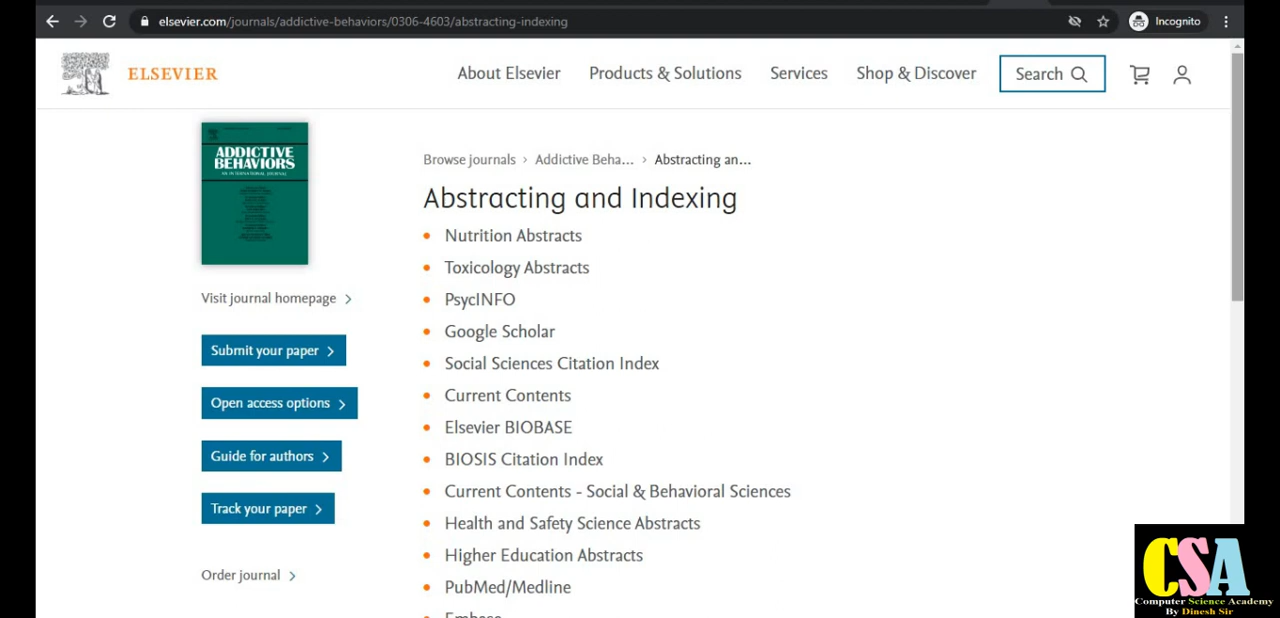 elsevier.com/journals/addictive-behaviors/0306-4603/abstracting-indexing
Incognito
ELSEVIER
About Elsevier
Products & Solutions
Services
Shop & Discover
Search
ADDICTIVE
BEHAVIORS
AN INTERNATIONAL JOURNAL
Browse journals > Addictive Beha... > Abstracting an...
Abstracting and Indexing
Nutrition Abstracts
Toxicology Abstracts
PsycINFO
Google Scholar
Social Sciences Citation Index
Current Contents
Elsevier BIOBASE
BIOSIS Citation Index
Current Contents - Social & Behavioral Sciences
Health and Safety Science Abstracts
Higher Education Abstracts
PubMed/Medline
Embase
Visit journal homepage >
Submit your paper >
Open access options >
Guide for authors >
Track your paper >
Order journal >
CSA
Computer Science Academy
By Dinesh Sir